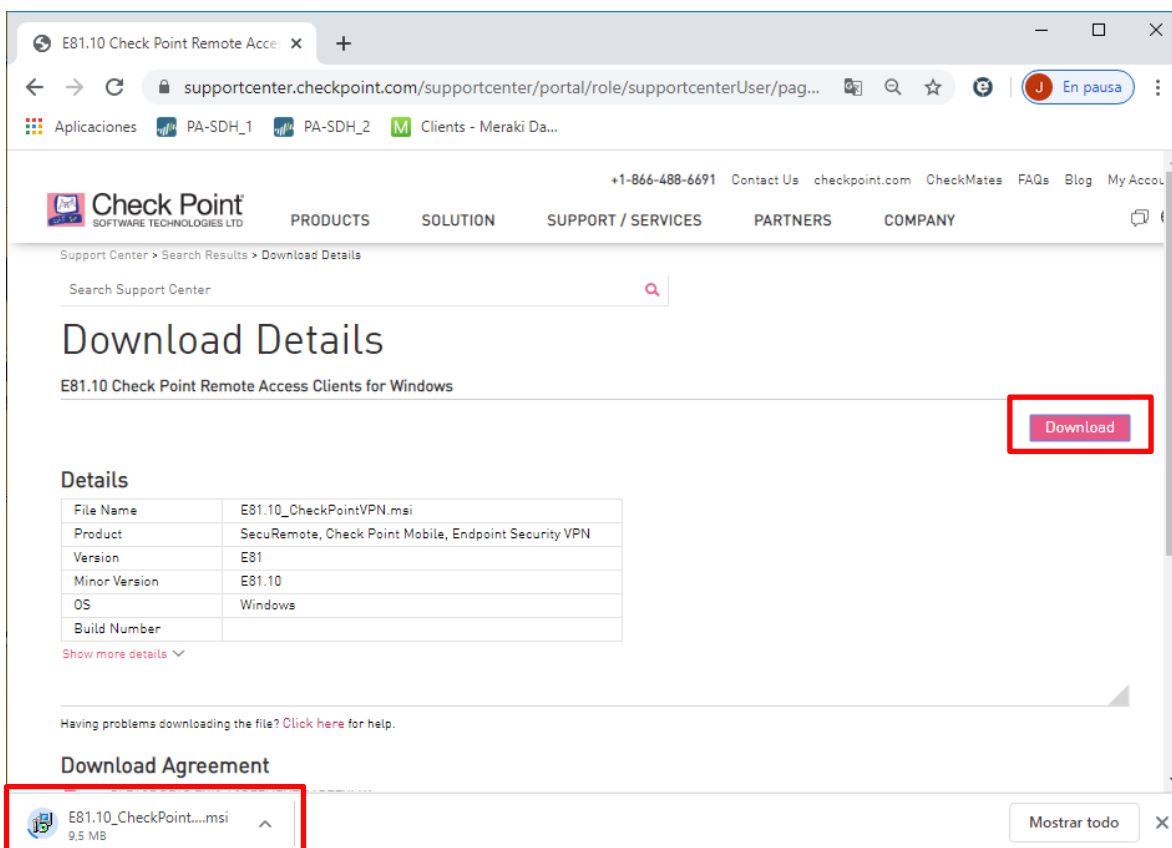 E81.10 Check Point Remote Acce
supportcenter.checkpoint.com/supportcenter/portal/role/supportcenterUser/pag...
J En pausa
Aplicaciones PA-SDH_1 PA-SDH_2 M Clients - Meraki Da...
+1-866-488-6691 Contact Us checkpoint.com CheckMates FAQs Blog My Accou
Check Point
SOFTWARE TECHNOLOGIES LTD
PRODUCTS SOLUTION SUPPORT / SERVICES PARTNERS COMPANY
Support Center > Search Results > Download Details
Search Support Center
Download Details
E81.10 Check Point Remote Access Clients for Windows
Download
Details
File Name E81.10_CheckPointVPN.msi
Product SecuRemote, Check Point Mobile, Endpoint Security VPN
Version E81
Minor Version E81.10
OS Windows
Build Number
Show more details
Having problems downloading the file? Click here for help.
Download Agreement
E81.10_CheckPoint....msi
9,5 MB
Mostrar todo